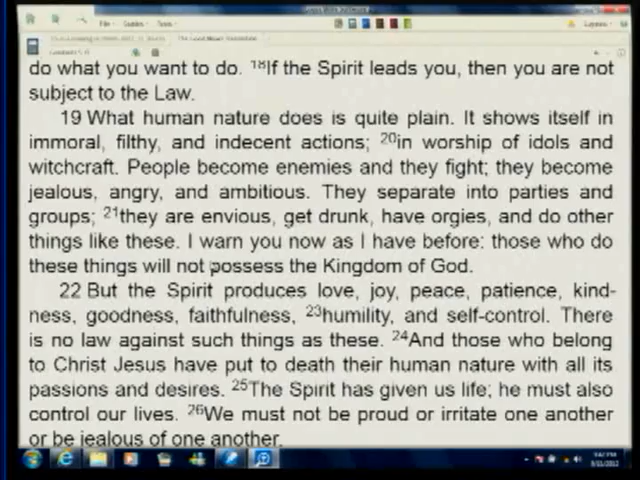 File Guides Tools
Layouts
do what you want to do. ¹⁸If the Spirit leads you, then you are not
subject to the Law.
19 What human nature does is quite plain. It shows itself in
immoral, filthy, and indecent actions; ²⁰in worship of idols and
witchcraft. People become enemies and they fight; they become
jealous, angry, and ambitious. They separate into parties and
groups; ²¹they are envious, get drunk, have orgies, and do other
things like these. I warn you now as I have before: those who do
these things will not possess the Kingdom of God.
22 But the Spirit produces love, joy, peace, patience, kind-
ness, goodness, faithfulness, ²³humility, and self-control. There
is no law against such things as these. ²⁴And those who belong
to Christ Jesus have put to death their human nature with all its
passions and desires. ²⁵The Spirit has given us life; he must also
control our lives. ²⁶We must not be proud or irritate one another
or be jealous of one another.